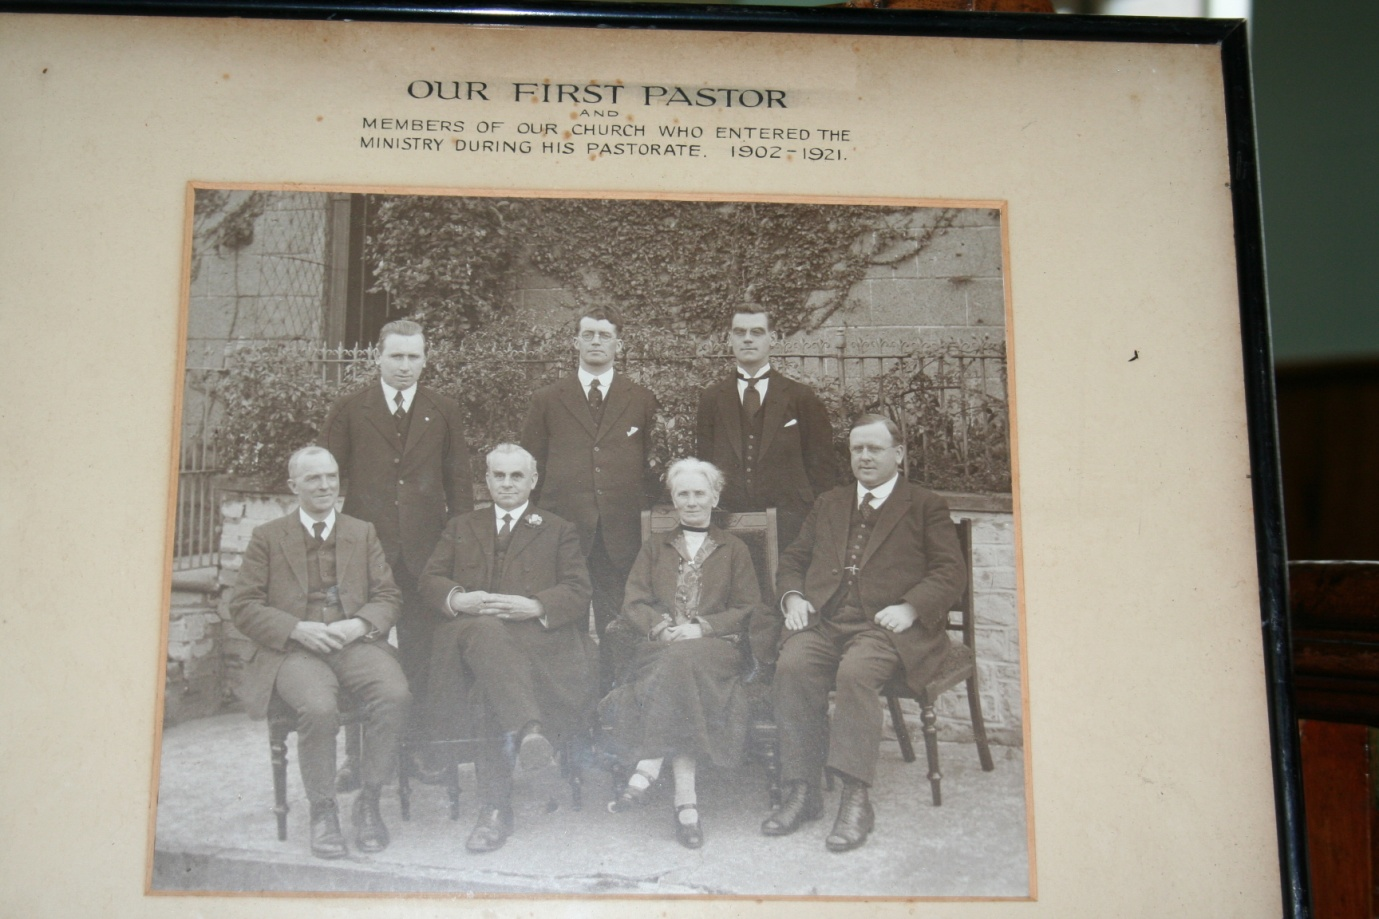 OUR FIRST PASTOR
AND
MEMBERS OF OUR CHURCH WHO ENTERED THE
MINISTRY DURING HIS PASTORATE. 1902-1921.